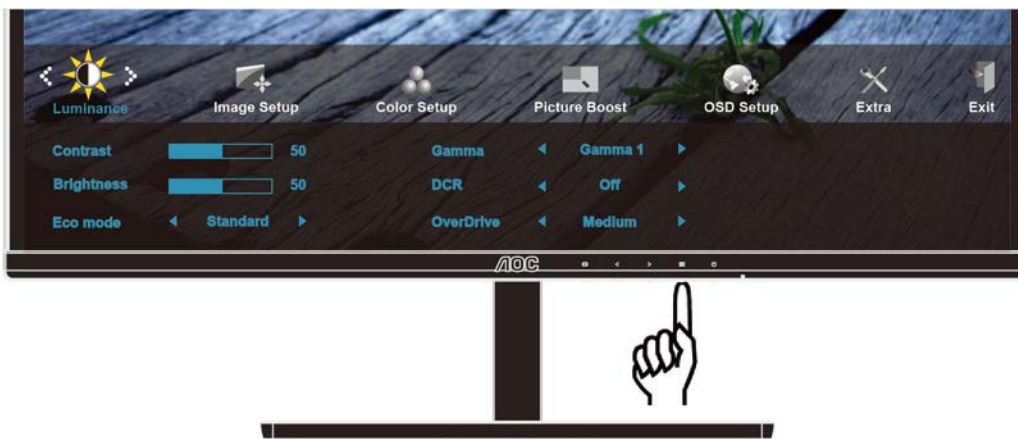 Luminance Image Setup Color Setup Picture Boost OSD Setup Extra Exit
Contrast 50 Gamma Gamma 1
Brightness 50 DCR Off
Eco mode Standard OverDrive Medium
AOC